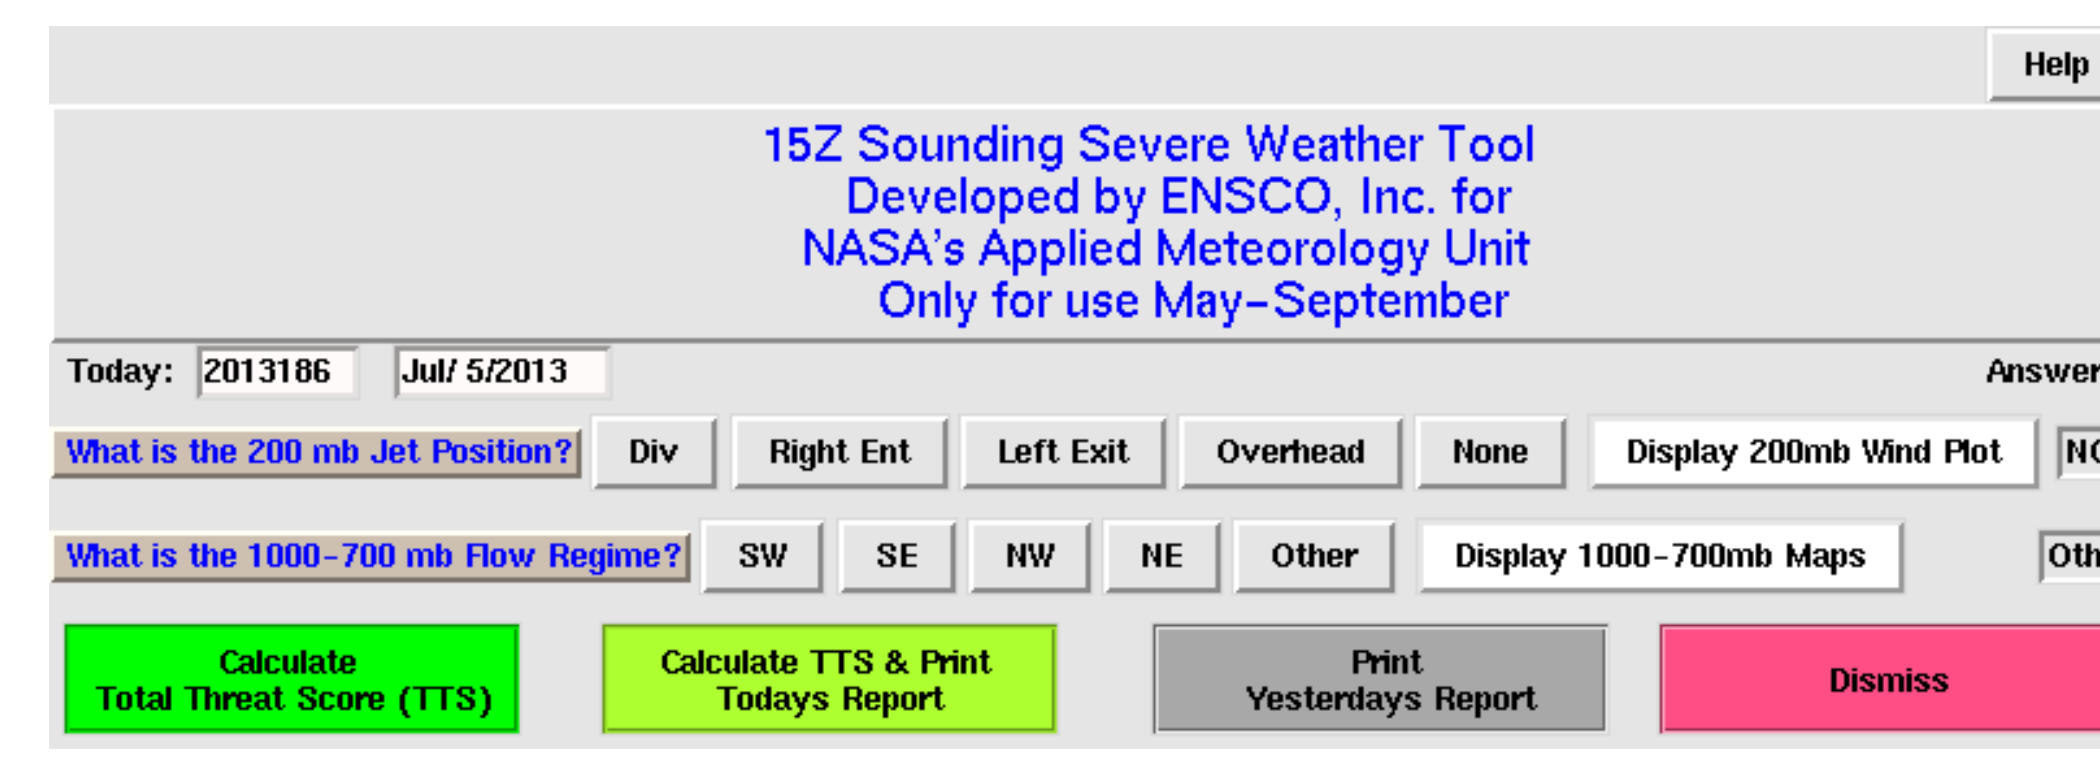 Help
15Z Sounding Severe Weather Tool
Developed by ENSCO, Inc. for
NASA's Applied Meteorology Unit
Only for use May-September
Today: 2013186 Jul/ 5/2013 Answer
What is the 200 mb Jet Position? Div Right Ent Left Exit Overhead None Display 200mb Wind Plot
What is the 1000-700 mb Flow Regime? SW SE NW NE Other Display 1000-700mb Maps
Calculate
Total Threat Score (TTS)
Calculate TTS & Print
Todays Report
Print
Yesterdays Report
Dismiss